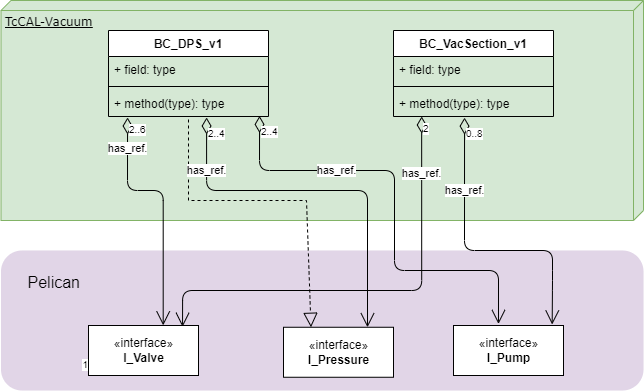 TcCAL-Vacuum
BC_DPS_v1
+ field: type
+ method(type): type
BC_VacSection_v1
+ field: type
+ method(type): type
2..6
2..4
2..4
2
0..8
has_ref.
has_ref.
has_ref.
has_ref.
has_ref.
Pelican
«interface»
I_Valve
1
«interface»
I_Pressure
«interface»
I_Pump